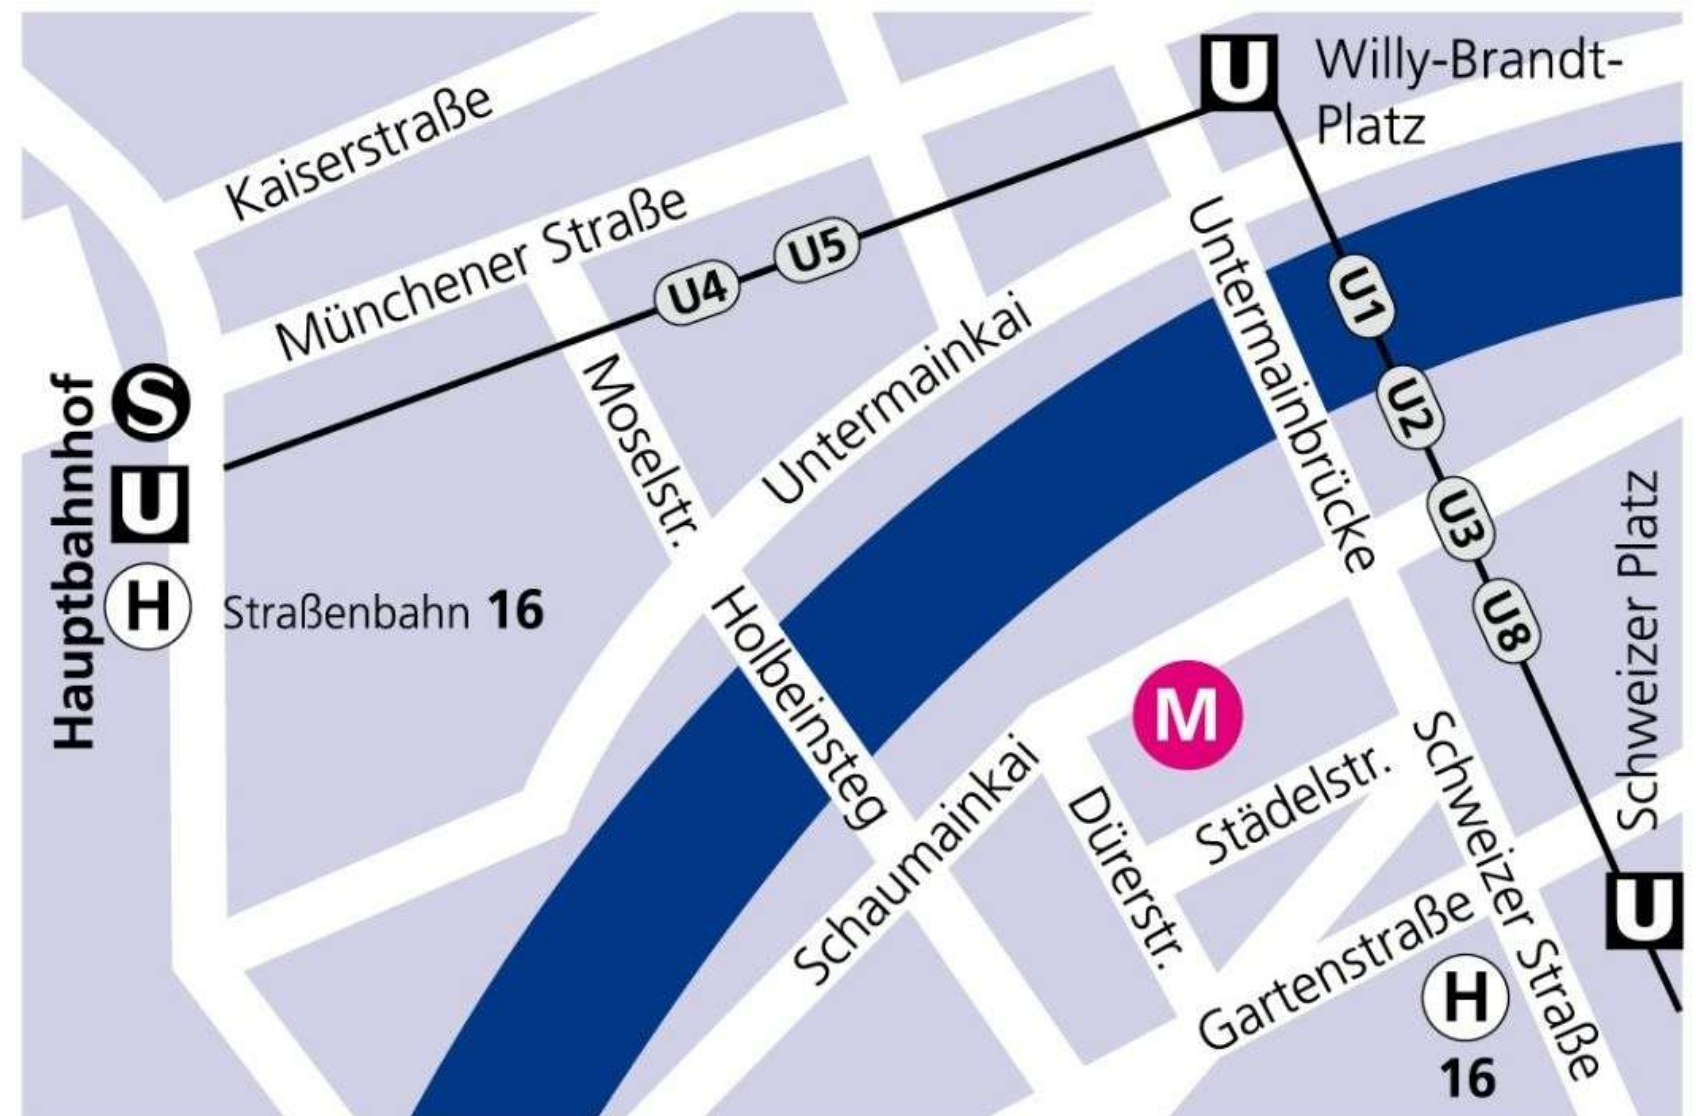 U
Willy-Brandt-
Platz
Kaiserstraße
Münchener Straße
U4
U5
U1
U2
U3
U8
Untermainkai
Untermainbrücke
Moselstr.
Hauptbahnhof
S
U
H
Straßenbahn 16
Holbeinsteg
Schaumainkai
M
Städelstr.
Dürerstr.
Schweizer Straße
Schweizer Platz
U
Gartenstraße
H
16